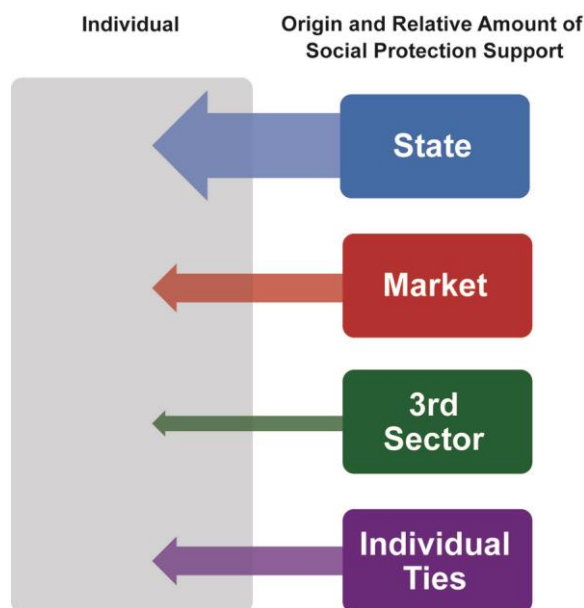 Individual
Origin and Relative Amount of
Social Protection Support
State
Market
3rd
Sector
Individual
Ties